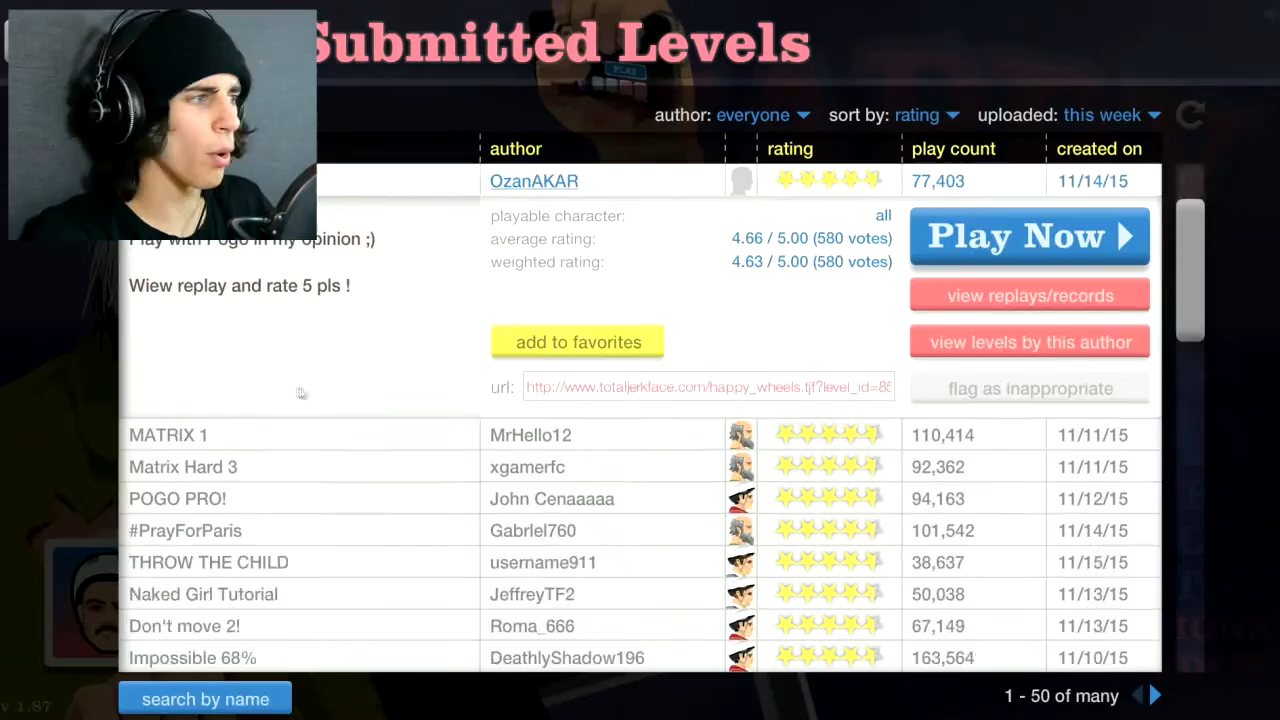 Submitted Levels
author: everyone sort by: rating uploaded: this week
author rating play count created on
OzanAKAR 77,403 11/14/15
Play with Pogo in my opinion ;)
Wiew replay and rate 5 pls !
playable character: all
average rating: 4.66 / 5.00 (580 votes)
weighted rating: 4.63 / 5.00 (580 votes)
Play Now
view replays/records
add to favorites
view levels by this author
url: http://www.totaljerkface.com/happy_wheels.tjf?level_id=85
flag as inappropriate
MATRIX 1 MrHello12 110,414 11/11/15
Matrix Hard 3 xgamerfc 92,362 11/11/15
POGO PRO! John Cenaaaaa 94,163 11/12/15
#PrayForParis Gabrlel760 101,542 11/14/15
THROW THE CHILD username911 38,637 11/15/15
Naked Girl Tutorial JeffreyTF2 50,038 11/13/15
Don't move 2! Roma_666 67,149 11/13/15
Impossible 68% DeathlyShadow196 163,564 11/10/15
search by name
1 - 50 of many
v 1.87